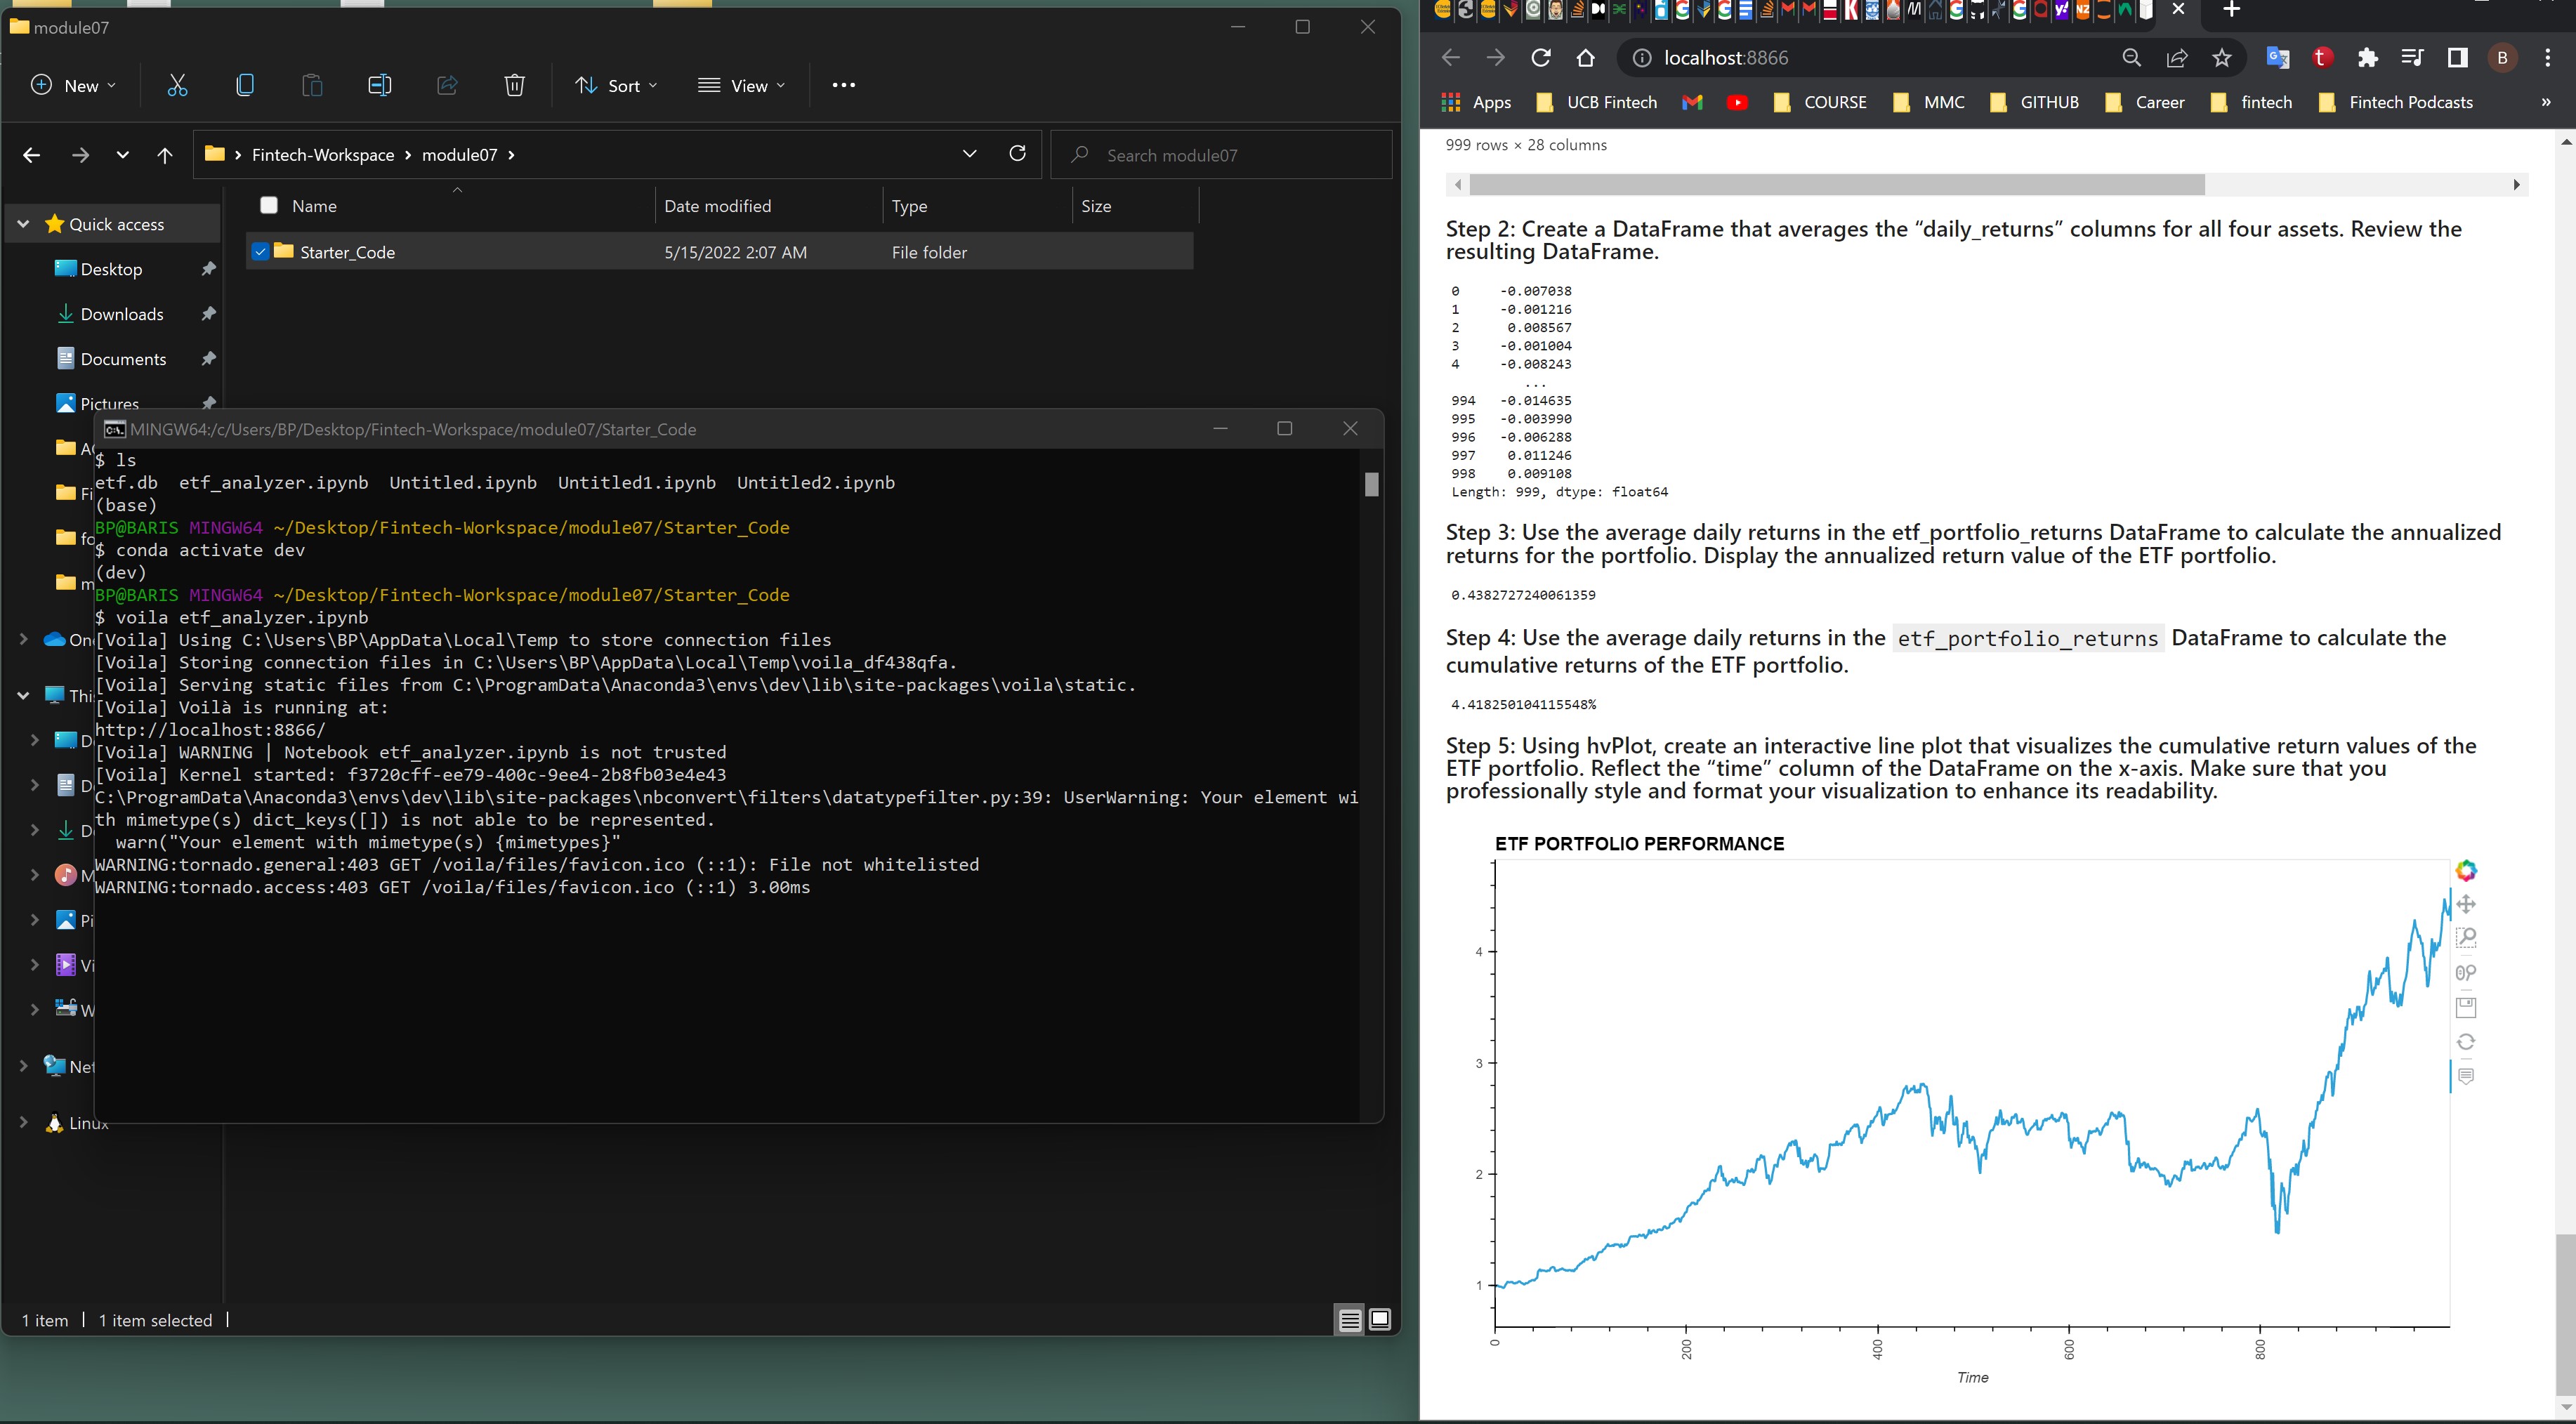 module07
New
Sort
View
Fintech-Workspace
module07
Search module07
Name
Date modified
Type
Size
Quick access
Starter_Code
5/15/2022 2:07 AM
File folder
Desktop
Downloads
Documents
Pictures
MINGW64:/c/Users/BP/Desktop/Fintech-Workspace/module07/Starter_Code
$ ls
etf.db etf_analyzer.ipynb Untitled.ipynb Untitled1.ipynb Untitled2.ipynb
(base)
BP@BARIS MINGW64 ~/Desktop/Fintech-Workspace/module07/Starter_Code
$ conda activate dev
(dev)
BP@BARIS MINGW64 ~/Desktop/Fintech-Workspace/module07/Starter_Code
$ voila etf_analyzer.ipynb
[Voila] Using C:\Users\BP\AppData\Local\Temp to store connection files
[Voila] Storing connection files in C:\Users\BP\AppData\Local\Temp\voila_df438qfa.
[Voila] Serving static files from C:\ProgramData\Anaconda3\envs\dev\lib\site-packages\voila\static.
[Voila] Voilà is running at:
http://localhost:8866/
[Voila] WARNING | Notebook etf_analyzer.ipynb is not trusted
[Voila] Kernel started: f3720cff-ee79-400c-9ee4-2b8fb03e4e43
C:\ProgramData\Anaconda3\envs\dev\lib\site-packages\nbconvert\filters\datatypefilter.py:39: UserWarning: Your element wi
th mimetype(s) dict_keys([]) is not able to be represented.
warn("Your element with mimetype(s) {mimetypes}"
WARNING:tornado.general:403 GET /voila/files/favicon.ico (::1): File not whitelisted
WARNING:tornado.access:403 GET /voila/files/favicon.ico (::1) 3.00ms
Linux
1 item
1 item selected
localhost:8866
B
Apps
UCB Fintech
COURSE
MMC
GITHUB
Career
fintech
Fintech Podcasts
»
999 rows × 28 columns
Step 2: Create a DataFrame that averages the “daily_returns” columns for all four assets. Review the
resulting DataFrame.
0 -0.007038
1 -0.001216
2 0.008567
3 -0.001004
4 -0.008243
...
994 -0.014635
995 -0.003990
996 -0.006288
997 0.011246
998 0.009108
Length: 999, dtype: float64
Step 3: Use the average daily returns in the etf_portfolio_returns DataFrame to calculate the annualized
returns for the portfolio. Display the annualized return value of the ETF portfolio.
0.4382727240061359
Step 4: Use the average daily returns in the etf_portfolio_returns DataFrame to calculate the
cumulative returns of the ETF portfolio.
4.418250104115548%
Step 5: Using hvPlot, create an interactive line plot that visualizes the cumulative return values of the
ETF portfolio. Reflect the “time” column of the DataFrame on the x-axis. Make sure that you
professionally style and format your visualization to enhance its readability.
ETF PORTFOLIO PERFORMANCE
4
3
2
1
0
200
400
600
800
Time